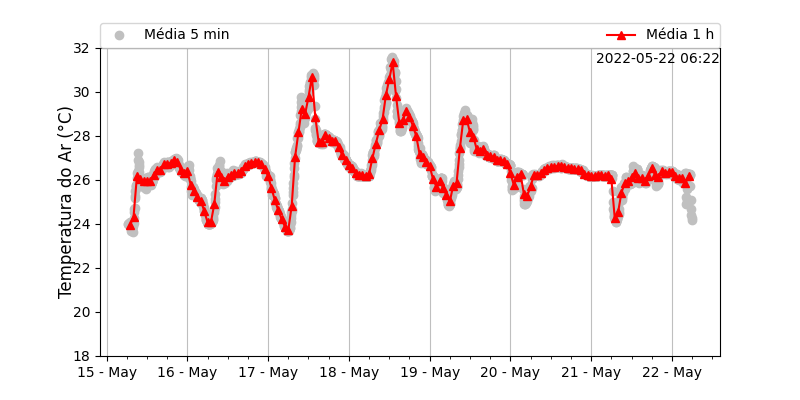 Média 5 min
Média 1 h
2022-05-22 06:22
Temperatura do Ar (°C)
32
30
28
26
24
22
20
18
15 - May
16 - May
17 - May
18 - May
19 - May
20 - May
21 - May
22 - May